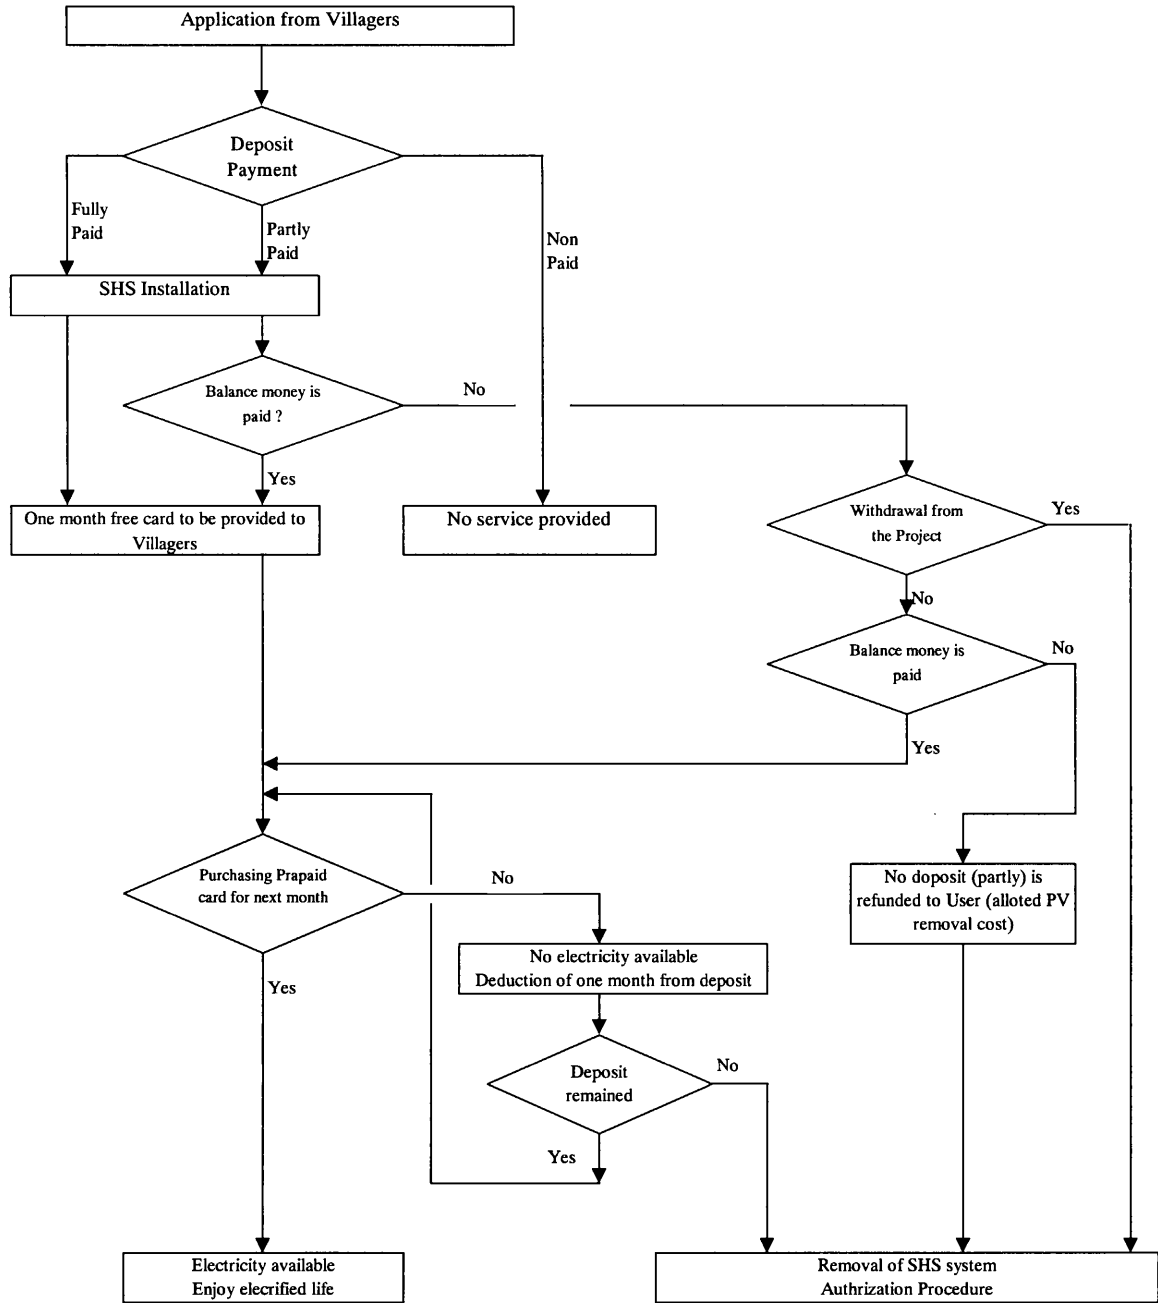 Application from Villagers
Deposit
Payment
Fully
Paid
Partly
Paid
Non
Paid
SHS Installation
Balance money is
paid ?
No
Yes
One month free card to be provided to
Villagers
No service provided
Withdrawal from
the Project
Yes
No
Balance money is
paid
No
Yes
Purchasing Prapaid
card for next month
No
No doposit (partly) is
refunded to User (alloted PV
removal cost)
No electricity available
Deduction of one month from deposit
Yes
Deposit
remained
No
Yes
Electricity available
Enjoy elecrified life
Removal of SHS system
Authrization Procedure